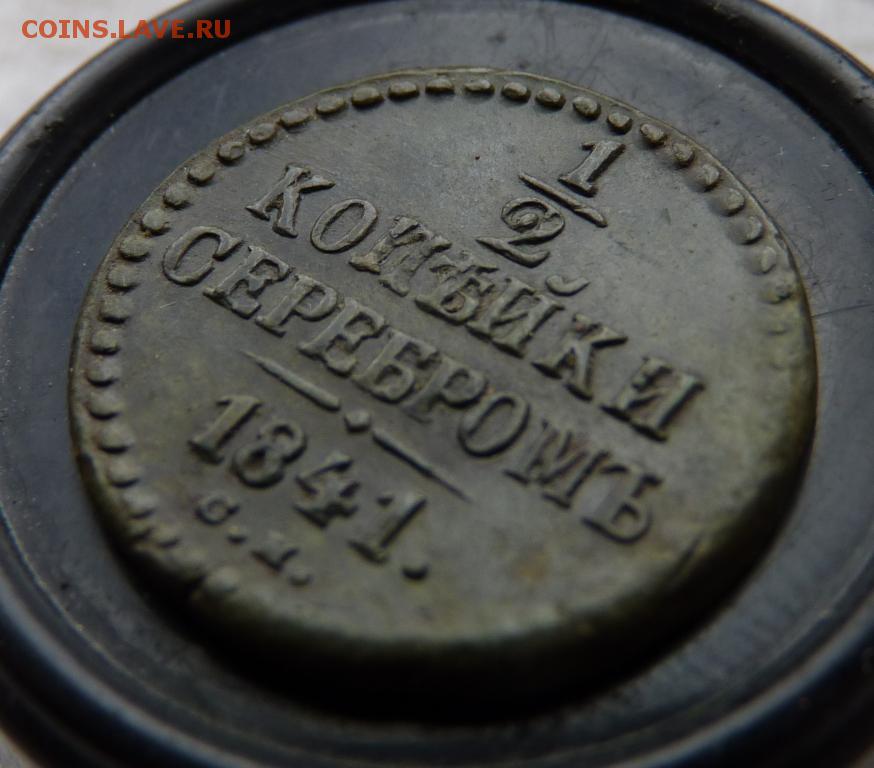 COINS.LAVE.RU
1/2
КОПѢЙКИ
СЕРЕБРОМЪ
1841.
С. I.